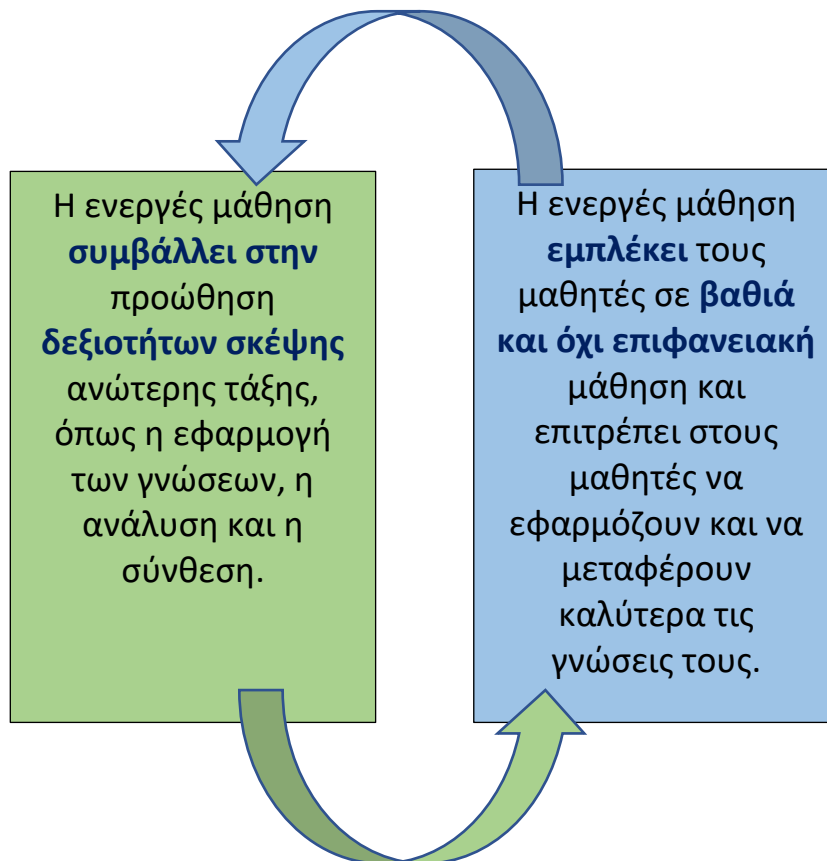 Η ενεργές μάθηση
συμβάλλει στην
προώθηση
δεξιοτήτων σκέψης
ανώτερης τάξης,
όπως η εφαρμογή
των γνώσεων, η
ανάλυση και η
σύνθεση.
Η ενεργές μάθηση
εμπλέκει τους
μαθητές σε βαθιά
και όχι επιφανειακή
μάθηση και
επιτρέπει στους
μαθητές να
εφαρμόζουν και να
μεταφέρουν
καλύτερα τις
γνώσεις τους.